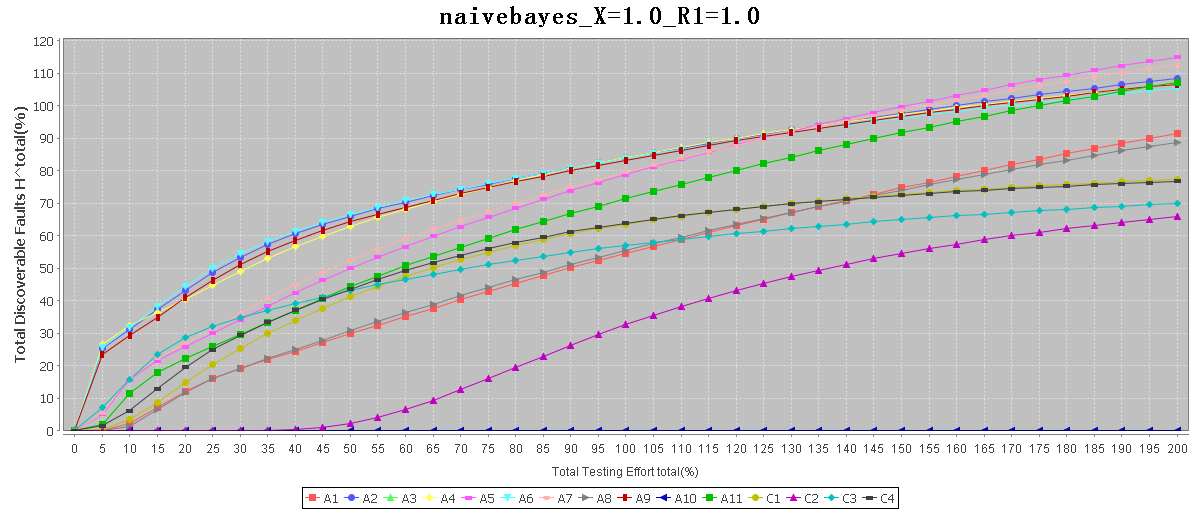 naivebayes_X=1.0_R1=1.0
Total Discoverable Faults H^total(%)
120
110
100
90
80
70
60
50
40
30
20
10
0
0 5 10 15 20 25 30 35 40 45 50 55 60 65 70 75 80 85 90 95 100 105 110 115 120 125 130 135 140 145 150 155 160 165 170 175 180 185 190 195 200
Total Testing Effort total(%)
A1 A2 A3 A4 A5 A6 A7 A8 A9 A10 A11 C1 C2 C3 C4